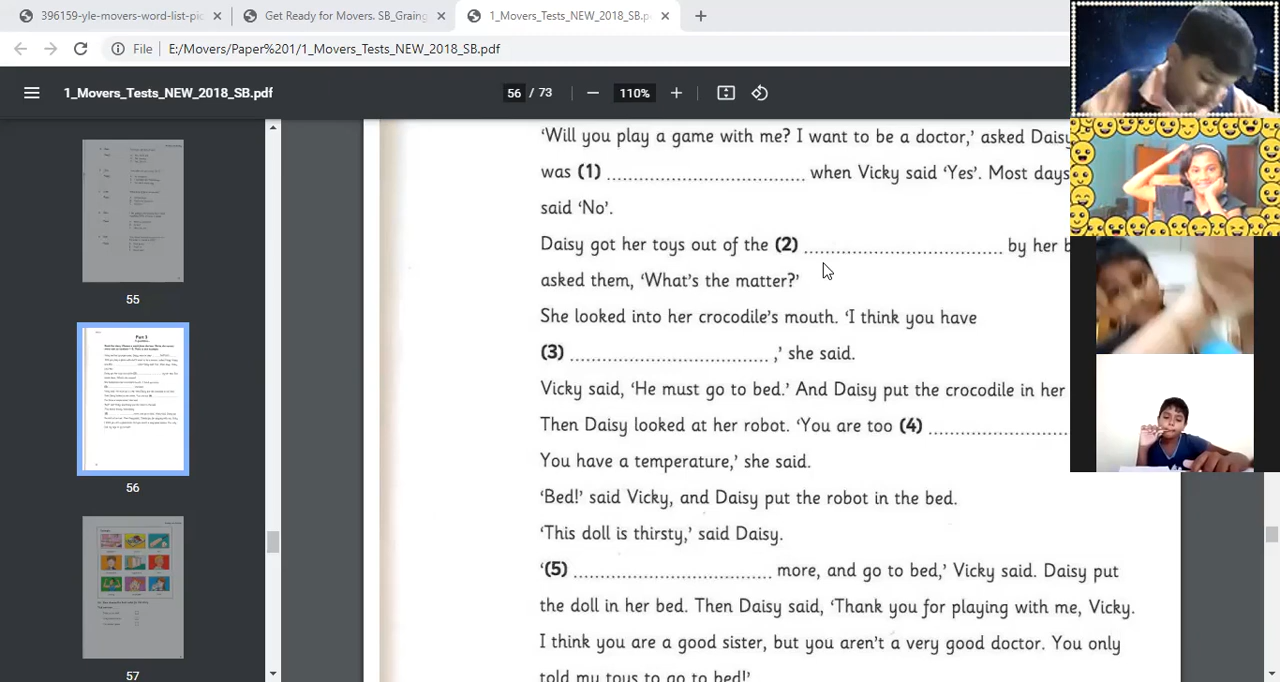 396159-yle-movers-word-list-pic
Get Ready for Movers. SB_Graing
1_Movers_Tests_NEW_2018_SB.pdf
File
E:/Movers/Paper%201/1_Movers_Tests_NEW_2018_SB.pdf
1_Movers_Tests_NEW_2018_SB.pdf
56 / 73
110%
'Will you play a game with me? I want to be a doctor,' asked Daisy
was (1) ........................................ when Vicky said 'Yes'. Most days
said 'No'.
Daisy got her toys out of the (2) ........................................ by her b
asked them, 'What's the matter?'
She looked into her crocodile's mouth. 'I think you have
(3) ........................................ ,' she said.
Vicky said, 'He must go to bed.' And Daisy put the crocodile in her
Then Daisy looked at her robot. 'You are too (4) ............................
You have a temperature,' she said.
'Bed!' said Vicky, and Daisy put the robot in the bed.
'This doll is thirsty,' said Daisy.
'(5) ........................................ more, and go to bed,' Vicky said. Daisy put
the doll in her bed. Then Daisy said, 'Thank you for playing with me, Vicky.
I think you are a good sister, but you aren't a very good doctor. You only
told my toys to go to bed!'
55
Part 3
56
57